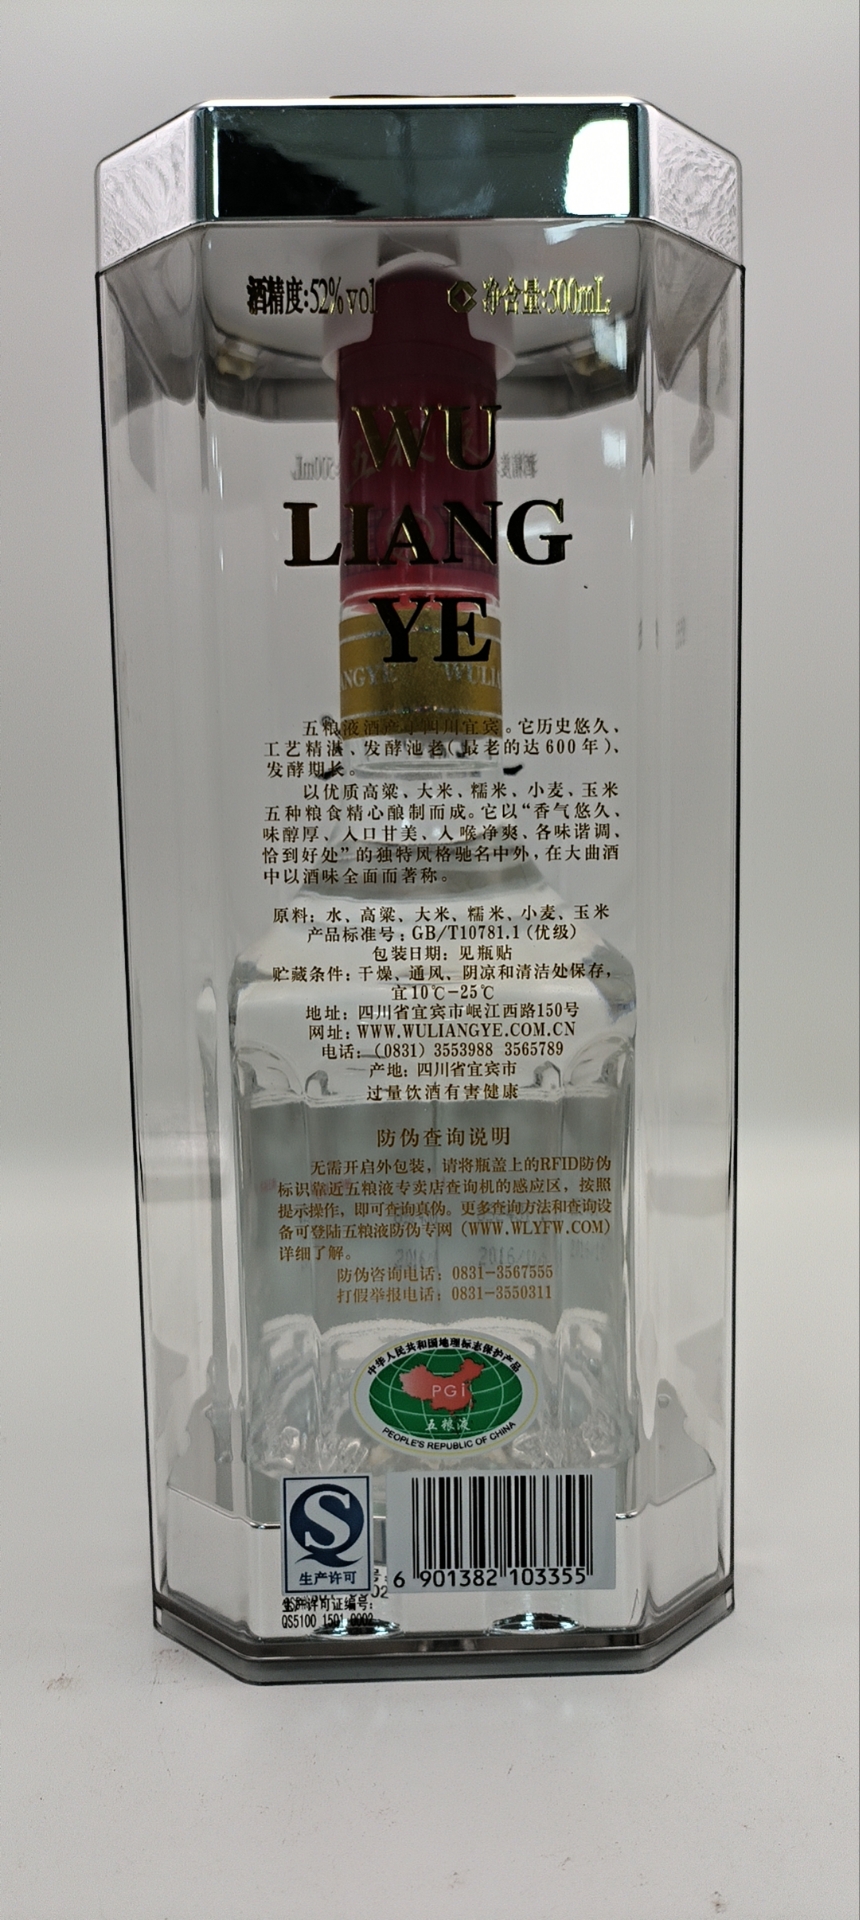 酒精度:52%vol 净含量:500mL
WU
LIANG
YE
ANGYE WULIA
五粮液酒产于四川宜宾。它历史悠久、
工艺精湛、发酵池老(最老的达600年)、
发酵期长。
以优质高粱、大米、糯米、小麦、玉米
五种粮食精心酿制而成。它以“香气悠久、
味醇厚、入口甘美、入喉净爽、各味谐调、
恰到好处”的独特风格驰名中外,在大曲酒
中以酒味全面而著称。
原料:水、高粱、大米、糯米、小麦、玉米
产品标准号:GB/T10781.1(优级)
包装日期:见瓶贴
贮藏条件:干燥、通风、阴凉和清洁处保存,
宜10℃-25℃
地址:四川省宜宾市岷江西路150号
网址:WWW.WULIANGYE.COM.CN
电话:(0831)3553988 3565789
产地:四川省宜宾市
过量饮酒有害健康
防伪查询说明
无需开启外包装,请将瓶盖上的RFID防伪
标识靠近五粮液专卖店查询机的感应区,按照
提示操作,即可查询真伪。更多查询方法和查询设
备可登陆五粮液防伪专网(WWW.WLYFW.COM)
详细了解。
防伪咨询电话:0831-3567555
打假举报电话:0831-3550311
中华人民共和国地理标志保护产品
PGI
五粮液
PEOPLE'S REPUBLIC OF CHINA
生产许可
6 901382 103355
生产许可证编号:
QS5100 1501 0002